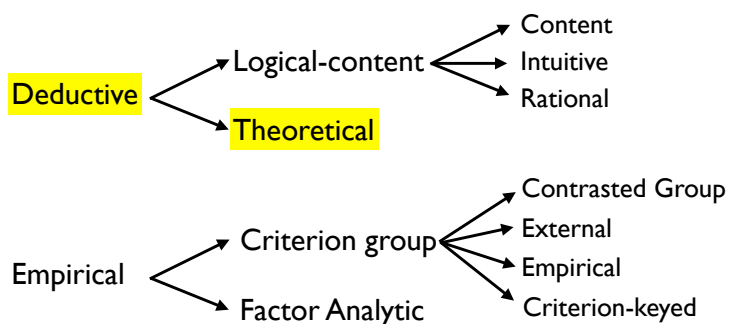 Deductive
Logical-content
Theoretical
Content
Intuitive
Rational
Empirical
Criterion group
Factor Analytic
Contrasted Group
External
Empirical
Criterion-keyed